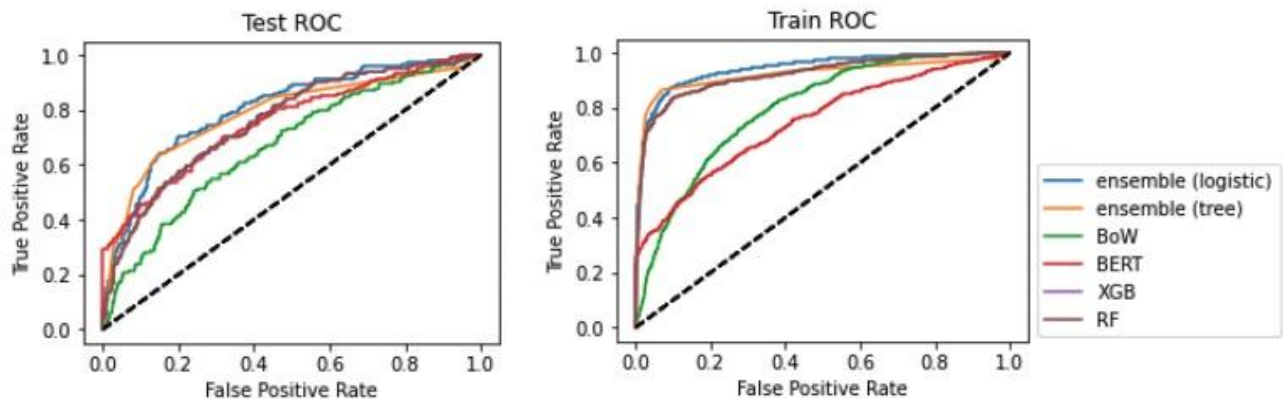 Test ROC
True Positive Rate
1.0
0.8
0.6
0.4
0.2
0.0
0.0 0.2 0.4 0.6 0.8 1.0
False Positive Rate
Train ROC
True Positive Rate
1.0
0.8
0.6
0.4
0.2
0.0
0.0 0.2 0.4 0.6 0.8 1.0
False Positive Rate
ensemble (logistic)
ensemble (tree)
BoW
BERT
XGB
RF